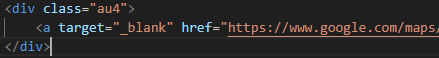 <div class="au4">
<a target="_blank" href="https://www.google.com/maps/
</div>